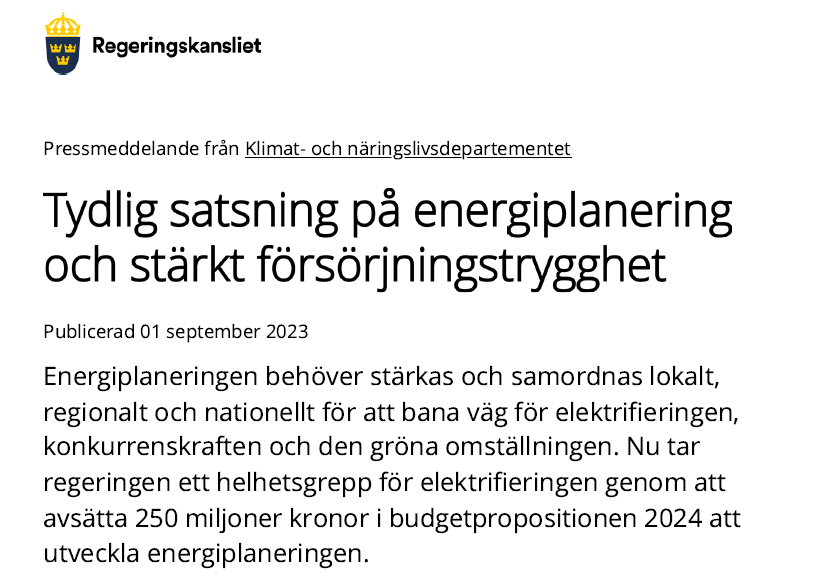 Regeringskansliet
Pressmeddelande från Klimat- och näringslivsdepartementet
Tydlig satsning på energiplanering
och stärkt försörjningstrygghet
Publicerad 01 september 2023
Energiplaneringen behöver stärkas och samordnas lokalt,
regionalt och nationellt för att bana väg för elektrifieringen,
konkurrenskraften och den gröna omställningen. Nu tar
regeringen ett helhetsgrepp för elektrifieringen genom att
avsätta 250 miljoner kronor i budgetpropositionen 2024 att
utveckla energiplaneringen.